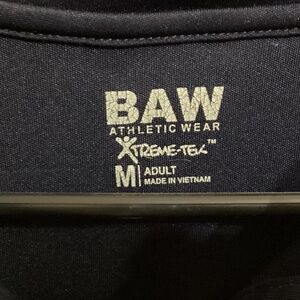 BAW
ATHLETIC WEAR
XTREME-TEK™
M ADULT
MADE IN VIETNAM